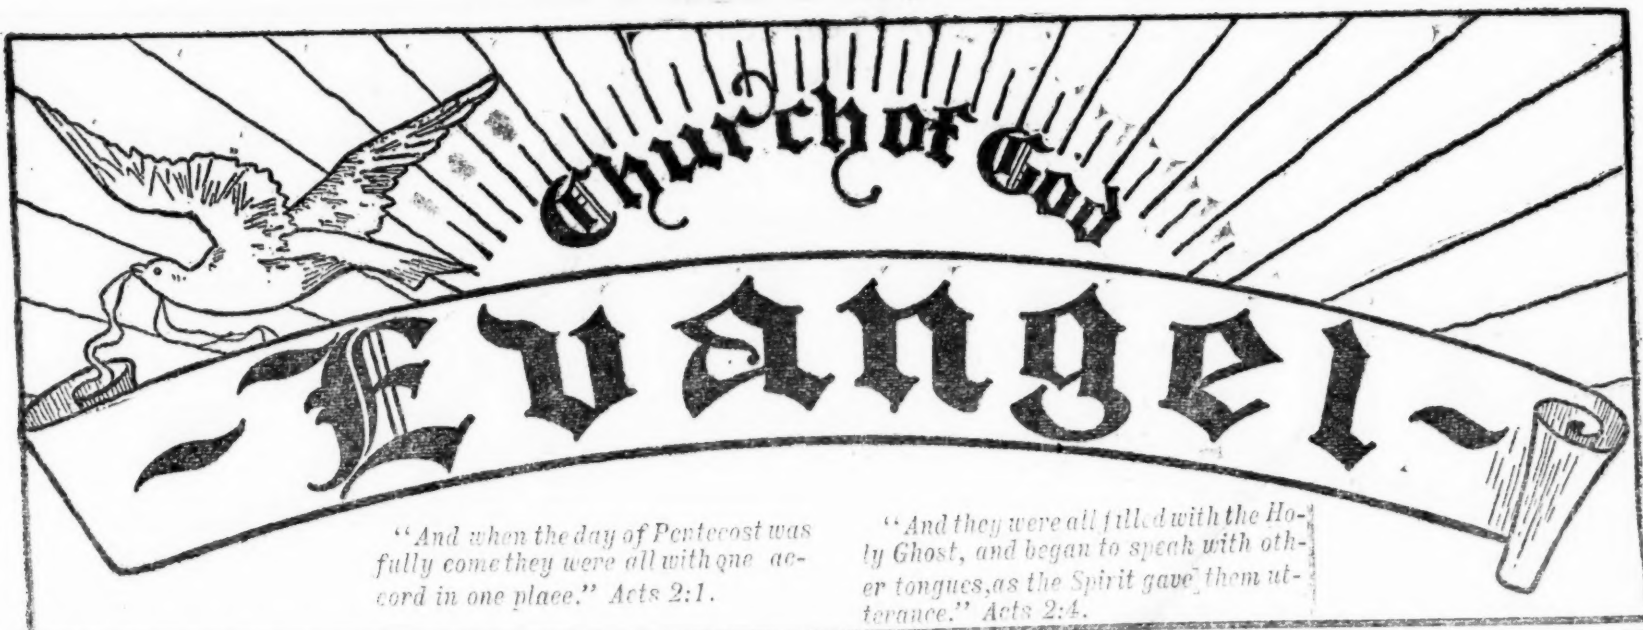 Church of God
-Evangel-
"And when the day of Pentecost was
fully come they were all with one ac-
cord in one place." Acts 2:1.
"And they were all filled with the Ho-
ly Ghost, and began to speak with oth-
er tongues, as the Spirit gave them ut-
terance." Acts 2:4.